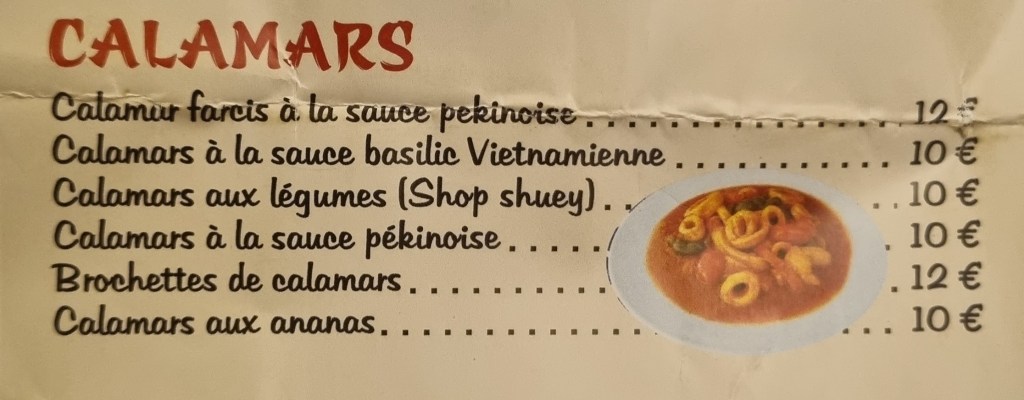 CALAMARS
Calamar farcis à la sauce pekinoise.................. 12 €
Calamars à la sauce basilic Vietnamienne.......... 10 €
Calamars aux légumes (Shop shuey).... 10 €
Calamars à la sauce pékinoise....... 10 €
Brochettes de calamars........... 12 €
Calamars aux ananas................ 10 €